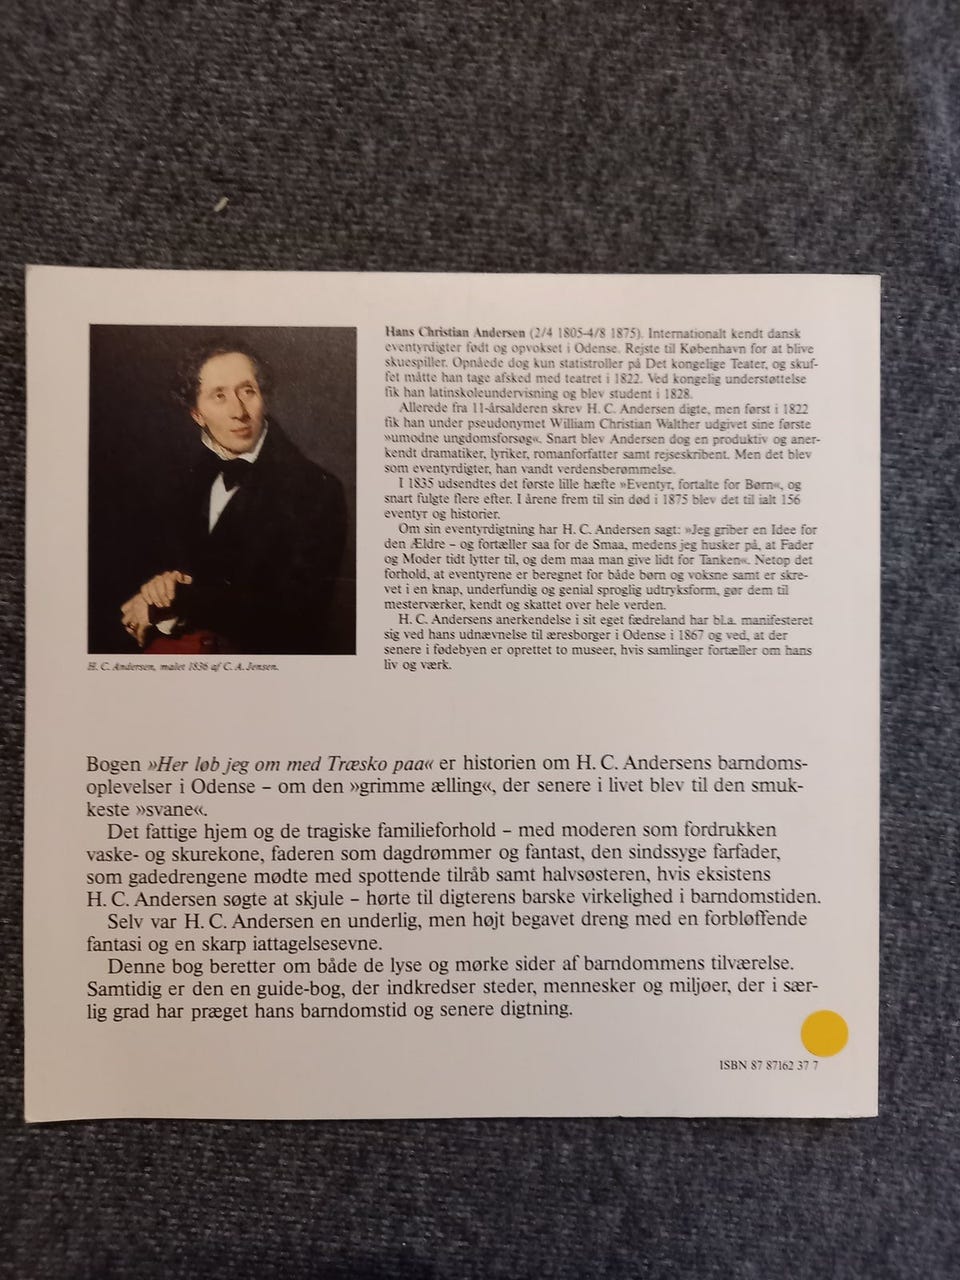 Hans Christian Andersen (2/4 1805-4/8 1875). Internationalt kendt dansk
eventyrdigter født og opvokset i Odense. Rejste til København for at blive
skuespiller. Opnåede dog kun statistroller på Det kongelige Teater, og skuf-
fet måtte han tage afsked med teatret i 1822. Ved kongelig understøttelse
fik han latinskoleundervisning og blev student i 1828.
Allerede fra 11-årsalderen skrev H. C. Andersen digte, men først i 1822
fik han under pseudonymet William Christian Walther udgivet sine første
»umodne ungdomsforsøg«. Snart blev Andersen dog en produktiv og aner-
kendt dramatiker, lyriker, romanforfatter samt rejseskribent. Men det blev
som eventyrdigter, han vandt verdensberømmelse.
I 1835 udsendtes det første lille hæfte »Eventyr, fortalte for Børn«, og
snart fulgte flere efter. I årene frem til sin død i 1875 blev det til ialt 156
eventyr og historier.
Om sin eventyrdigtning har H. C. Andersen sagt: »Jeg griber en Idee for
den Ældre – og fortæller saa for de Smaa, medens jeg husker på, at Fader
og Moder tidt lytter til, og dem maa man give lidt for Tanken«. Netop det
forhold, at eventyrene er beregnet for både børn og voksne samt er skre-
vet i en knap, underfundig og genial sproglig udtryksform, gør dem til
mesterværker, kendt og skattet over hele verden.
H. C. Andersens anerkendelse i sit eget fædreland har bl.a. manifesteret
sig ved hans udnævnelse til æresborger i Odense i 1867 og ved, at der
senere i fødebyen er oprettet to museer, hvis samlinger fortæller om hans
liv og værk.
H. C. Andersen, malet 1836 af C. A. Jensen.
Bogen »Her løb jeg om med Træsko paa« er historien om H. C. Andersens barndoms-
oplevelser i Odense – om den »grimme ælling«, der senere i livet blev til den smuk-
keste »svane«.
Det fattige hjem og de tragiske familieforhold – med moderen som fordrukken
vaske- og skurekone, faderen som dagdrømmer og fantast, den sindssyge farfader,
som gadedrengene mødte med spottende tilråb samt halvsøsteren, hvis eksistens
H. C. Andersen søgte at skjule – hørte til digterens barske virkelighed i barndomstiden.
Selv var H. C. Andersen en underlig, men højt begavet dreng med en forbløffende
fantasi og en skarp iattagelsesevne.
Denne bog beretter om både de lyse og mørke sider af barndommens tilværelse.
Samtidig er den en guide-bog, der indkredser steder, mennesker og miljøer, der i sær-
lig grad har præget hans barndomstid og senere digtning.
ISBN 87 87162 37 7